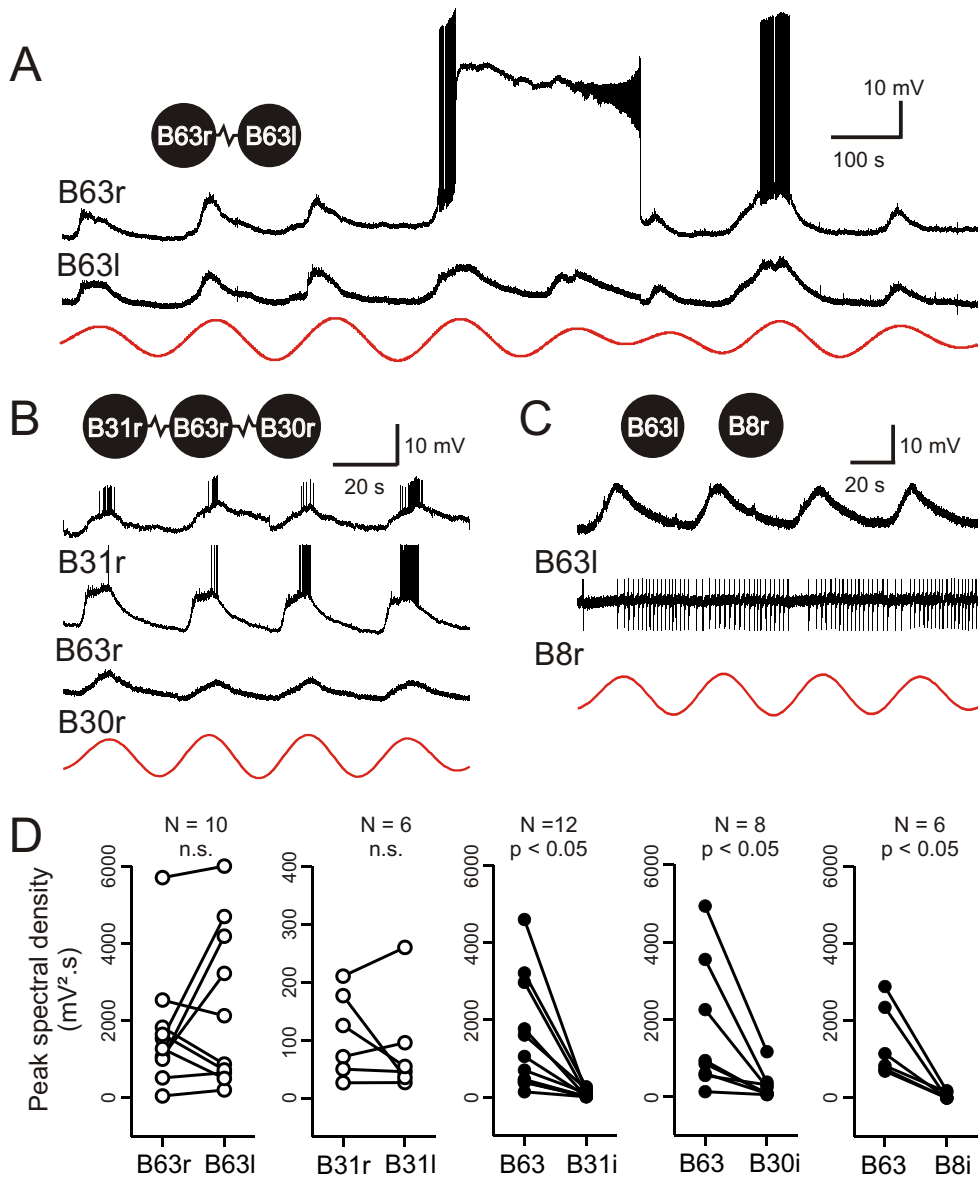 A
B63r B63l
10 mV
100 s
B63r
B63l
B
B31r B63r B30r
10 mV
20 s
B31r
B63r
B30r
C
B63l B8r
10 mV
20 s
B63l
B8r
D
N = 10 N = 6 N =12 N = 8 N = 6
n.s. n.s. p < 0.05 p < 0.05 p < 0.05
Peak spectral density
(mV².s)
6000 400 6000 6000 6000
300
4000 4000 4000 4000
200
2000 2000 2000 2000
100
0 0 0 0 0
B63r B63l B31r B31l B63 B31i B63 B30i B63 B8i